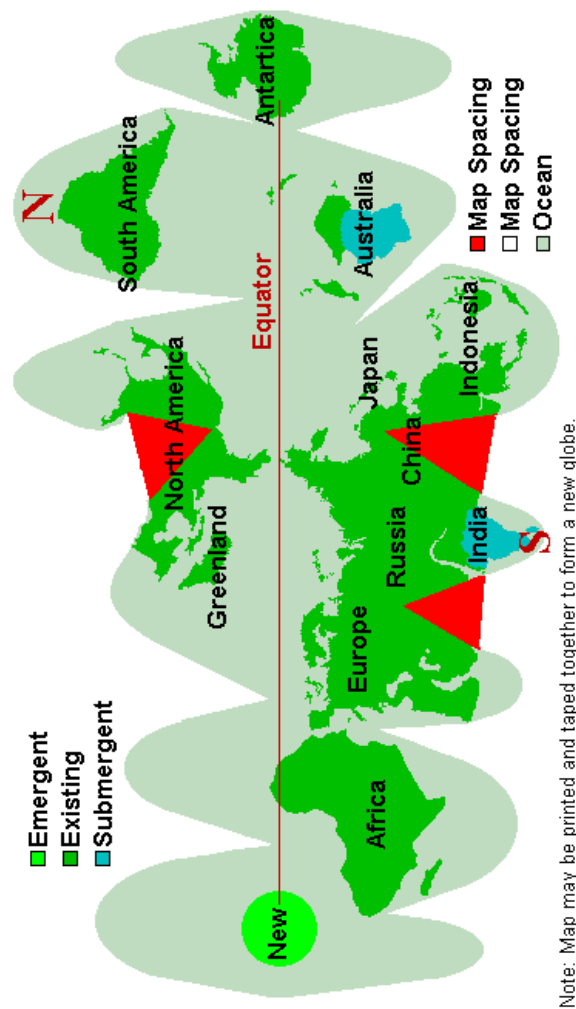 Emergent
Existing
Submergent
N
South America
Antartica
North America
Greenland
Equator
New
Africa
Europe
Russia
China
Japan
India
Indonesia
Australia
S
Map Spacing
Map Spacing
Ocean
Note: Map may be printed and taped together to form a new globe.